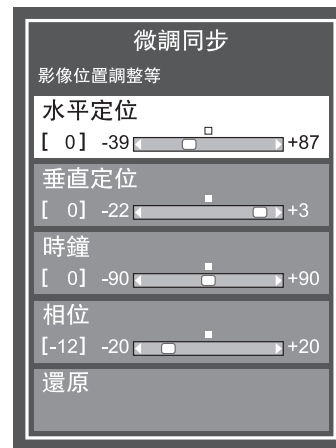 微調同步
影像位置調整等
水平定位
[ 0] -39 +87
垂直定位
[ 0] -22 +3
時鐘
[ 0] -90 +90
相位
[-12] -20 +20
還原